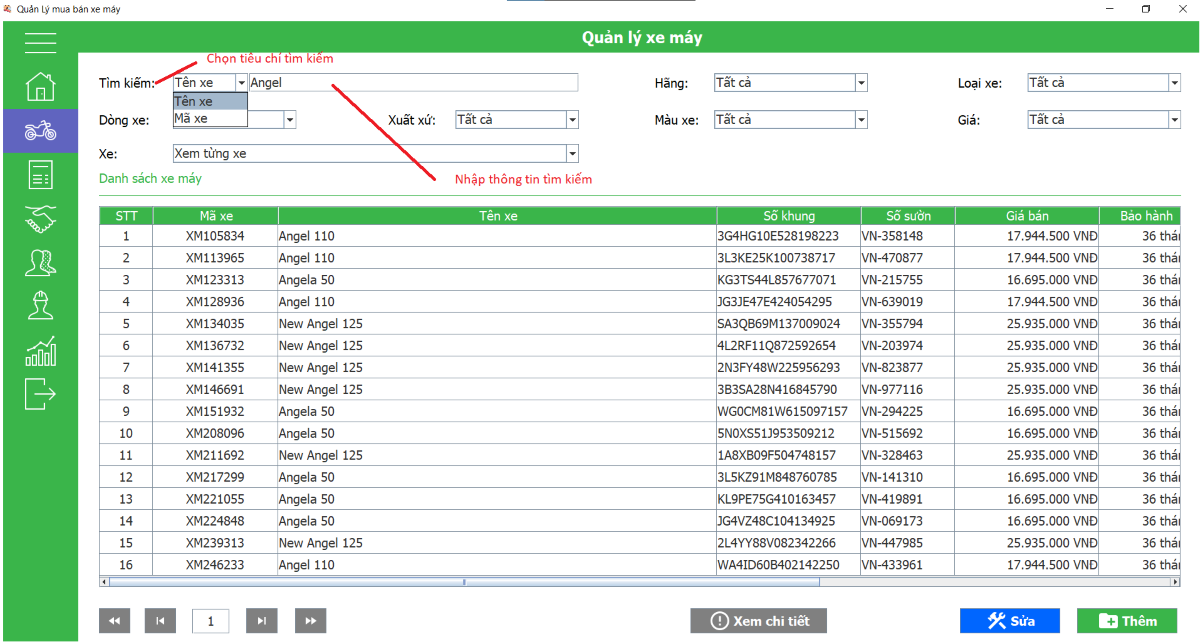 Quản Lý mua bán xe máy
Quản lý xe máy
Chọn tiêu chí tìm kiếm
Tìm kiếm: Tên xe Angel Hãng: Tất cả Loại xe: Tất cả
Tên xe
Mã xe
Dòng xe: Xuất xứ: Tất cả Màu xe: Tất cả Giá: Tất cả
Xe: Xem từng xe
Danh sách xe máy Nhập thông tin tìm kiếm
STT Mã xe Tên xe Số khung Số sườn Giá bán Bảo hành
1 XM105834 Angel 110 3G4HG10E528198223 VN-358148 17.944.500 VNĐ 36 thán
2 XM113965 Angel 110 3L3KE25K100738717 VN-470877 17.944.500 VNĐ 36 thán
3 XM123313 Angela 50 KG3TS44L857677071 VN-215755 16.695.000 VNĐ 36 thán
4 XM128936 Angel 110 JG3JE47E424054295 VN-639019 17.944.500 VNĐ 36 thán
5 XM134035 New Angel 125 SA3QB69M137009024 VN-355794 25.935.000 VNĐ 36 thán
6 XM136732 New Angel 125 4L2RF11Q872592654 VN-203974 25.935.000 VNĐ 36 thán
7 XM141355 New Angel 125 2N3FY48W225956293 VN-823877 25.935.000 VNĐ 36 thán
8 XM146691 New Angel 125 3B3SA28N416845790 VN-977116 25.935.000 VNĐ 36 thán
9 XM151932 Angela 50 WG0CM81W615097157 VN-294225 16.695.000 VNĐ 36 thán
10 XM208096 Angela 50 5N0XS51J953509212 VN-515692 16.695.000 VNĐ 36 thán
11 XM211692 New Angel 125 1A8XB09F504748157 VN-328463 25.935.000 VNĐ 36 thán
12 XM217299 Angela 50 3L5KZ91M848760785 VN-141310 16.695.000 VNĐ 36 thán
13 XM221055 Angela 50 KL9PE75G410163457 VN-419891 16.695.000 VNĐ 36 thán
14 XM224848 Angela 50 JG4VZ48C104134925 VN-069173 16.695.000 VNĐ 36 thán
15 XM239313 New Angel 125 2L4YY88V082342266 VN-447985 25.935.000 VNĐ 36 thán
16 XM246233 Angel 110 WA4ID60B402142250 VN-433961 17.944.500 VNĐ 36 thán
1 Xem chi tiết Sửa Thêm